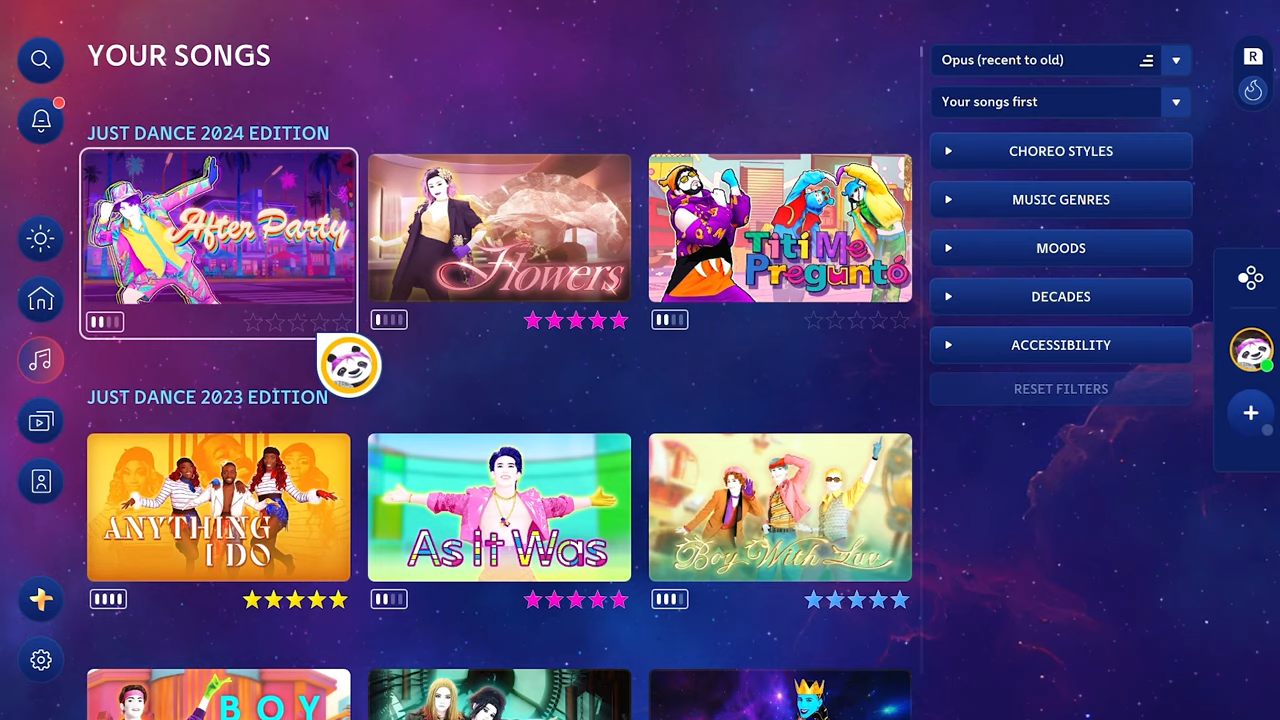 YOUR SONGS
JUST DANCE 2024 EDITION
After Party
Flowers
Titi Me
Preguntó
JUST DANCE 2023 EDITION
ANYTHING
I DO
As it Was
Boy With Luv
BOY
Opus (recent to old)
Your songs first
CHOREO STYLES
MUSIC GENRES
MOODS
DECADES
ACCESSIBILITY
RESET FILTERS
R